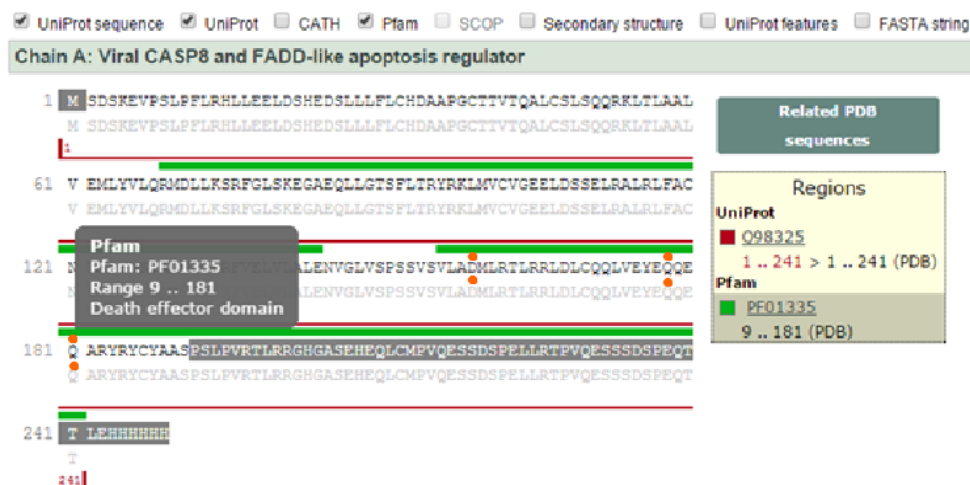 UniProt sequence UniProt CATH Pfam SCOP Secondary structure UniProt features FASTA string
Chain A: Viral CASP8 and FADD-like apoptosis regulator
1 M SDSKEVPSLPFLRHLLEELDSHEDSLLLFLCHDAAPGCTTVTQALCSLSQQRKLTLAAL
M SDSKEVPSLPFLRHLLEELDSHEDSLLLFLCHDAAPGCTTVTQALCSLSQQRKLTLAAL
1
61 V EMLYVLQRMDLLKSRFGLSKEGAEQLLGTSFLTRYRKLMVCVGEELDSSELRALRLFAC
V EMLYVLQRMDLLKSRFGLSKEGAEQLLGTSFLTRYRKLMVCVGEELDSSELRALRLFAC
121 N LENVGLVSPSSVSVLADMLRTLRRLDLCQQLVEYEQQE
N LENVGLVSPSSVSVLADMLRTLRRLDLCQQLVEYEQQE
Pfam
Pfam: PF01335
Range 9 .. 181
Death effector domain
181 Q ARYRYCYAASPSLPVRTLRRGHGASEHEQLCMPVQESSDSPELLRTPVQESSSDSPEQT
Q ARYRYCYAASPSLPVRTLRRGHGASEHEQLCMPVQESSDSPELLRTPVQESSSDSPEQT
241 T LEHHHHHH
T
241
Related PDB
sequences
Regions
UniProt
Q98325
1 .. 241 > 1 .. 241 (PDB)
Pfam
PF01335
9 .. 181 (PDB)